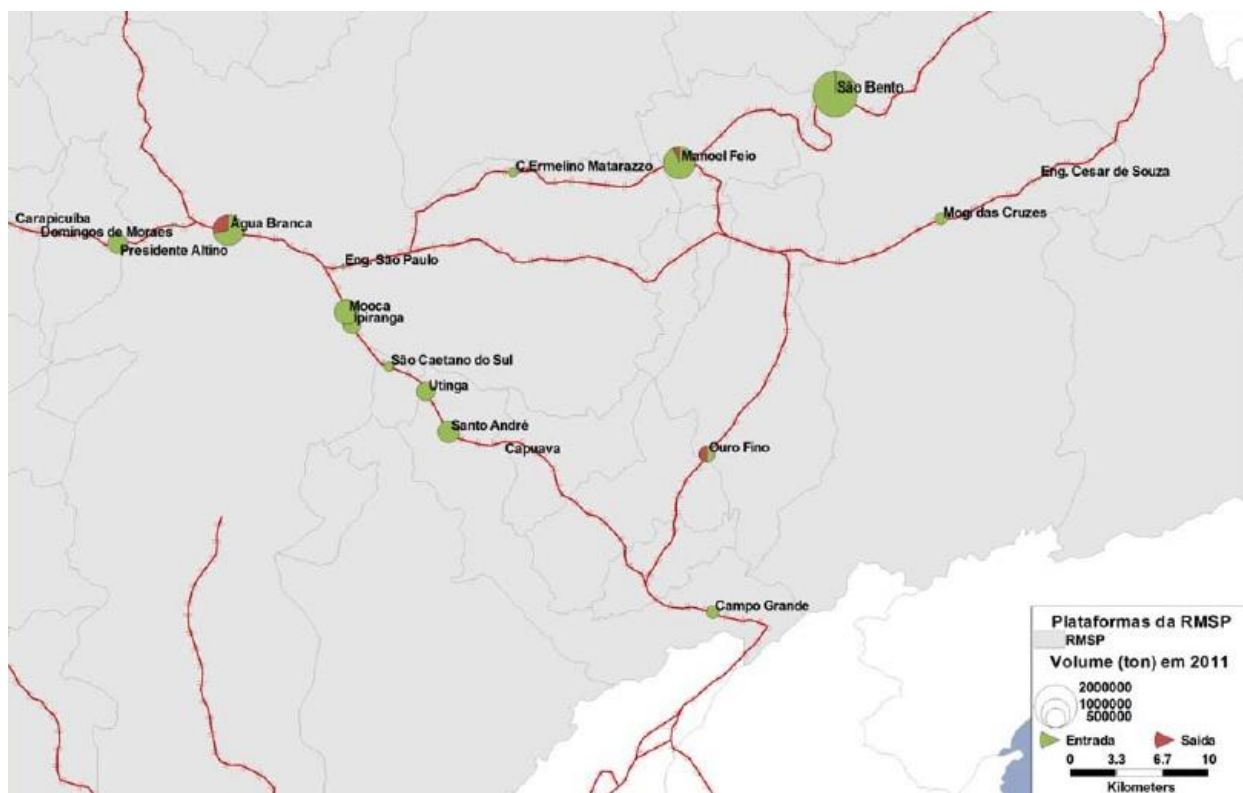 São Bento
Manoel Feio
C.Ermelino Matarazzo
Eng. Cesar de Souza
Mogi das Cruzes
Carapicuíba
Domingos de Moraes
Água Branca
Presidente Altino
Eng. São Paulo
Mooca
Ipiranga
São Caetano do Sul
Utinga
Santo André
Capuava
Ouro Fino
Campo Grande
Plataformas da RMSP
RMSP
Volume (ton) em 2011
2000000
1000000
500000
Entrada Saída
0 3.3 6.7 10
Kilometers